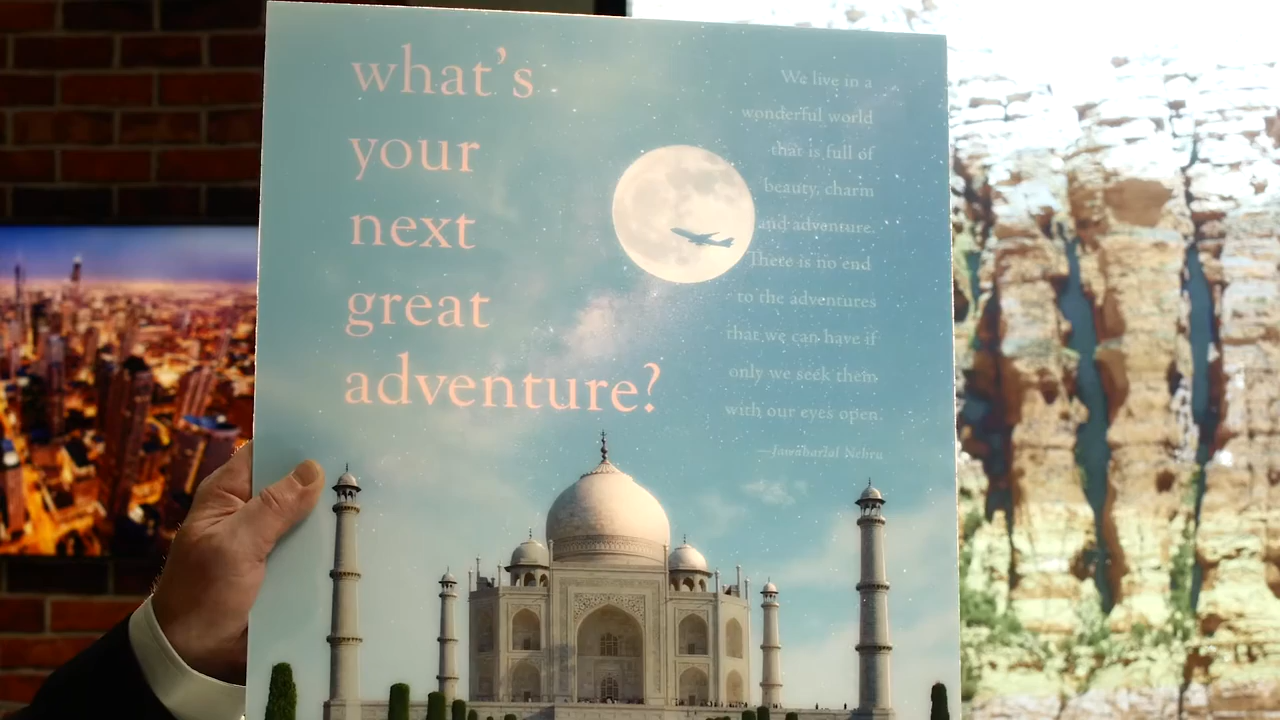 what's
your
next
great
adventure?
We live in a
wonderful world
that is full of
beauty, charm
and adventure.
There is no end
to the adventures
that we can have if
only we seek them
with our eyes open.
—Jawaharlal Nehru